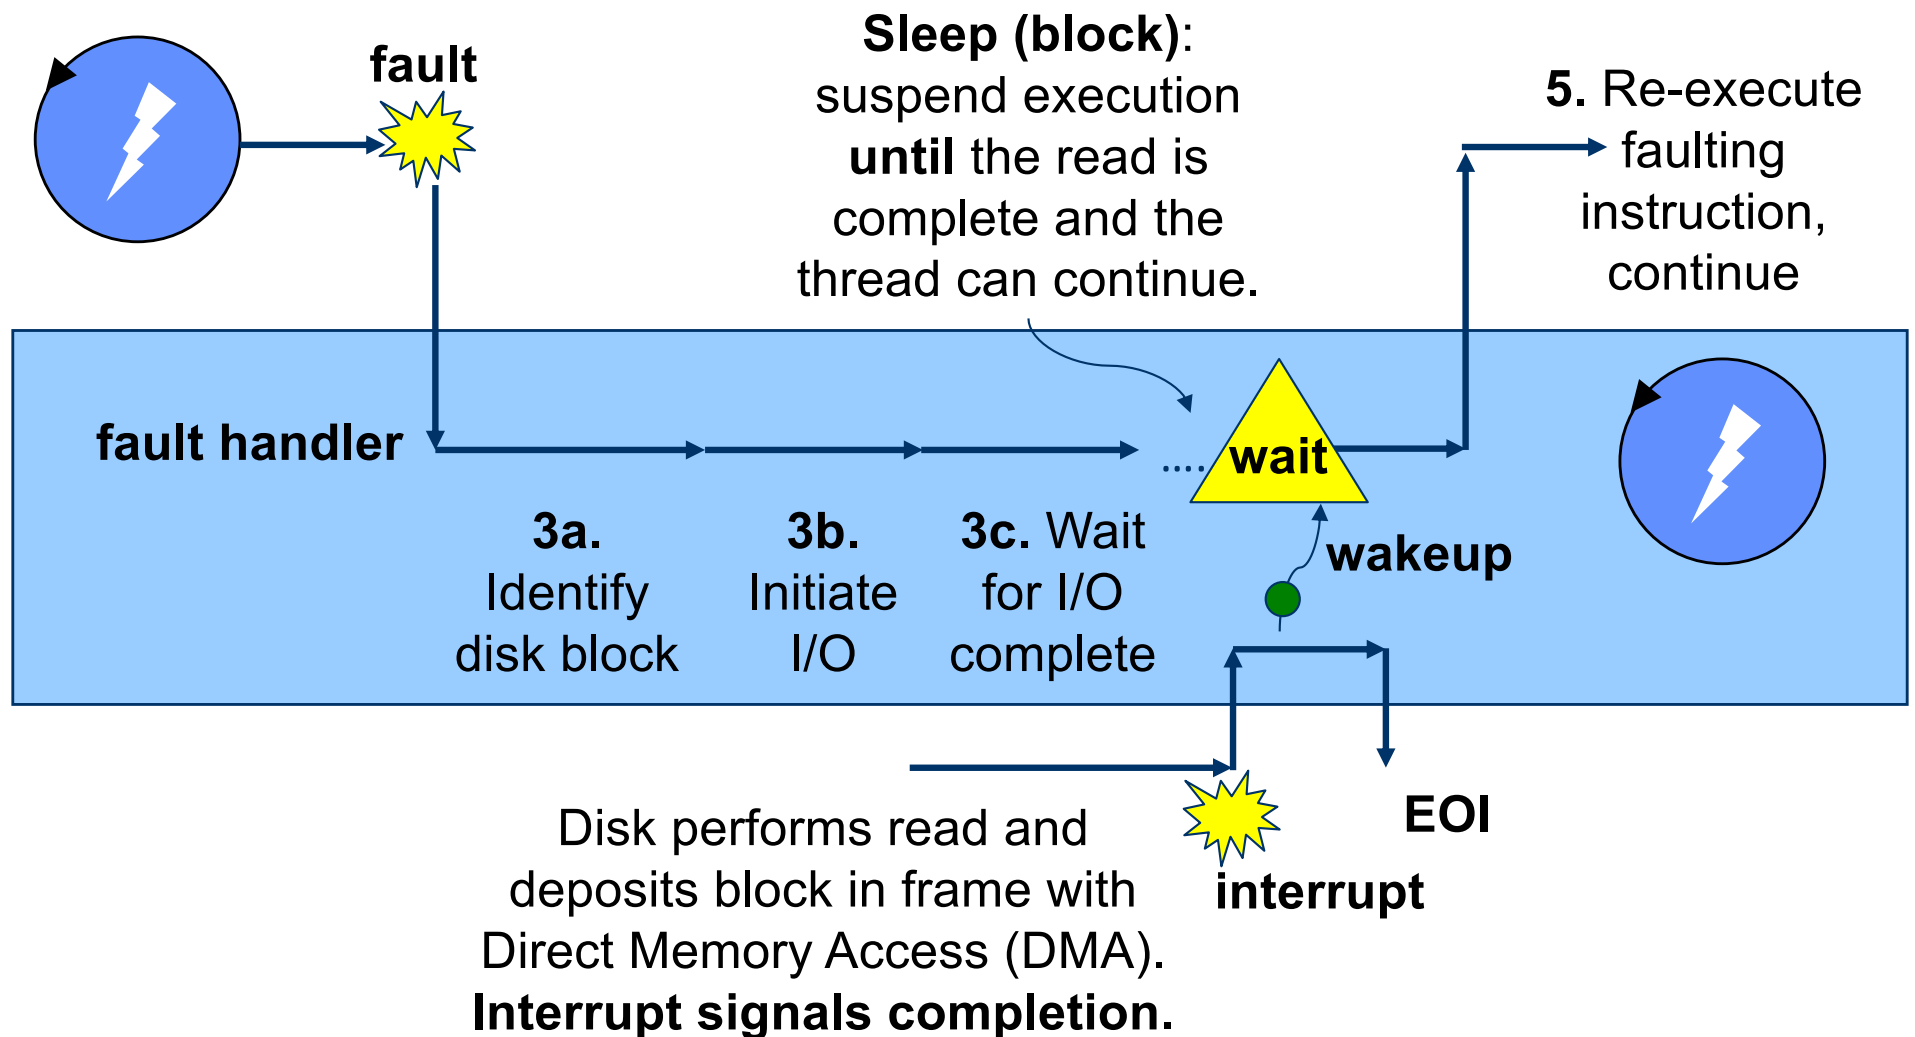 fault
Sleep (block):
suspend execution
until the read is
complete and the
thread can continue.
5. Re-execute
faulting
instruction,
continue
fault handler
....
wait
3a.
Identify
disk block
3b.
Initiate
I/O
3c. Wait
for I/O
complete
wakeup
Disk performs read and
deposits block in frame with
Direct Memory Access (DMA).
Interrupt signals completion.
interrupt
EOI